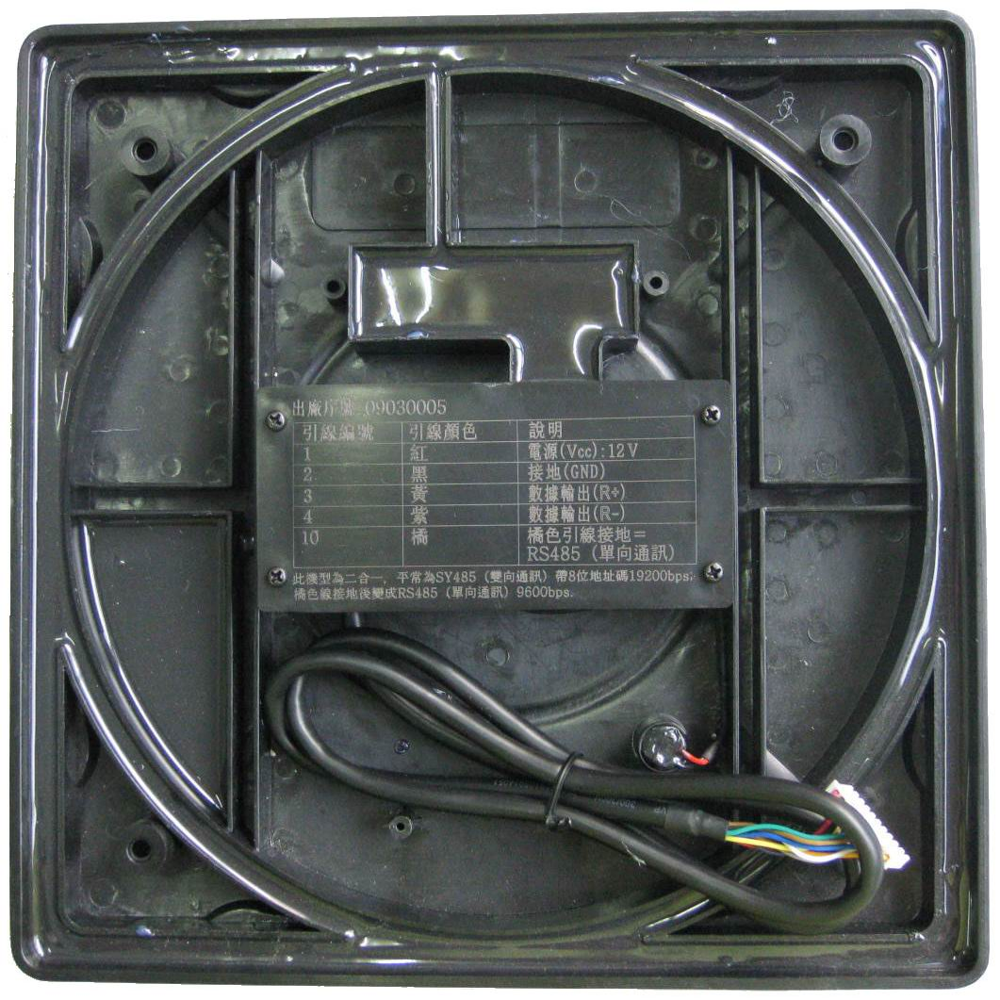 出廠序號:09030005
引線編號 引線顏色 說明
1 紅 電源(Vcc):12V
2 黑 接地(GND)
3 黃 數據輸出(R+)
4 紫 數據輸出(R-)
10 橘 橘色引線接地=
RS485 (單向通訊)
此機型為二合一, 平常為SY485 (雙向通訊) 帶8位地址碼19200bps;
橘色線接地後變成RS485 (單向通訊) 9600bps.